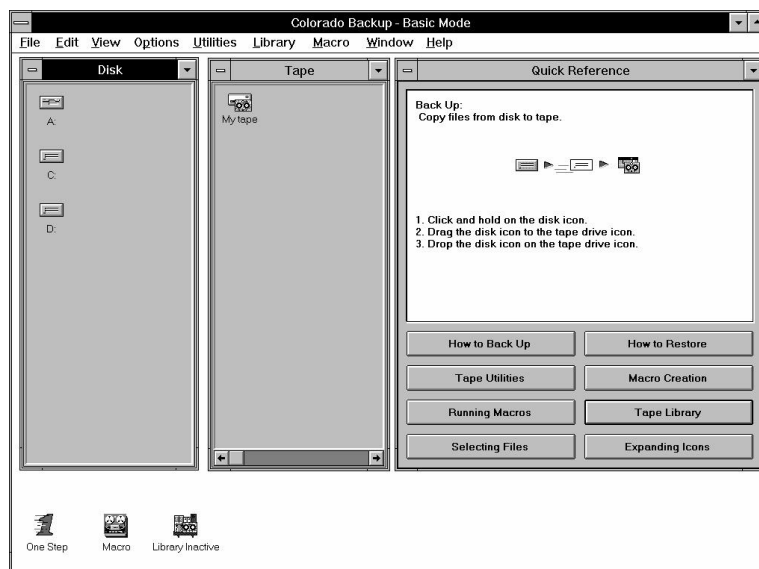 Colorado Backup - Basic Mode
File Edit View Options Utilities Library Macro Window Help
Disk
A:
C:
D:
Tape
My tape
Quick Reference
Back Up:
Copy files from disk to tape.
1. Click and hold on the disk icon.
2. Drag the disk icon to the tape drive icon.
3. Drop the disk icon on the tape drive icon.
How to Back Up How to Restore
Tape Utilities Macro Creation
Running Macros Tape Library
Selecting Files Expanding Icons
One Step Macro Library Inactive